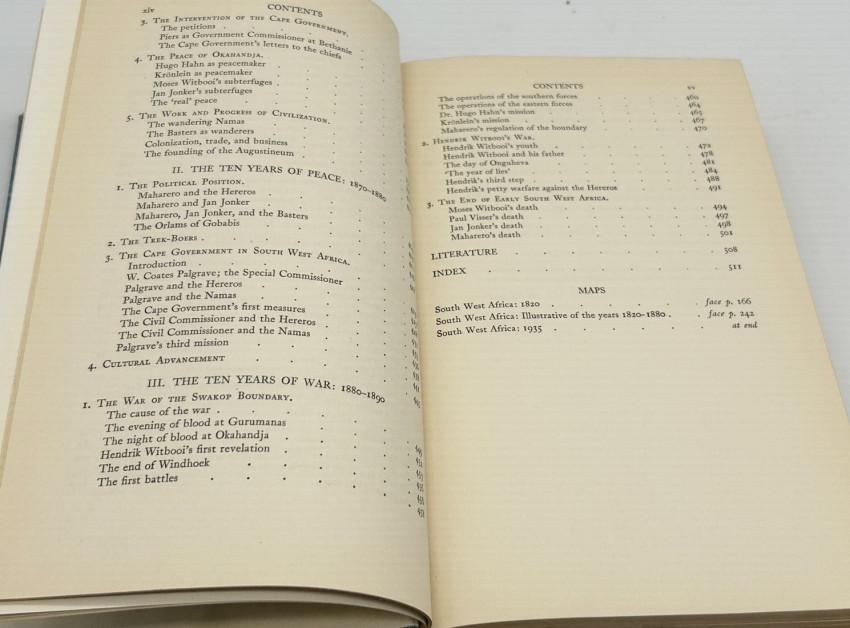 xiv CONTENTS
3. THE INTERVENTION OF THE CAPE GOVERNMENT.
The petitions
Piers as Government Commissioner at Bethanie
The Cape Government's letters to the chiefs
4. THE PEACE OF OKAHANDJA.
Hugo Hahn as peacemaker
Krönlein as peacemaker
Moses Witbooi's subterfuges
Jan Jonker's subterfuges
The 'real' peace
5. THE WORK AND PROGRESS OF CIVILIZATION.
The wandering Namas
The Basters as wanderers
Colonization, trade, and business
The founding of the Augustineum
II. THE TEN YEARS OF PEACE: 1870-1880
1. THE POLITICAL POSITION.
Maharero and the Hereros
Maharero and Jan Jonker
Maharero, Jan Jonker, and the Basters
The Orlams of Gobabis
2. THE TREK-BOERS
3. THE CAPE GOVERNMENT IN SOUTH WEST AFRICA.
Introduction
W. Coates Palgrave; the Special Commissioner
Palgrave and the Hereros
Palgrave and the Namas
The Cape Government's first measures
The Civil Commissioner and the Hereros
The Civil Commissioner and the Namas
Palgrave's third mission
4. CULTURAL ADVANCEMENT
III. THE TEN YEARS OF WAR: 1880-1890
1. THE WAR OF THE SWAKOP BOUNDARY.
The cause of the war
The evening of blood at Gurumanas
The night of blood at Okahandja
Hendrik Witbooi's first revelation
The end of Windhoek
The first battles
CONTENTS xv
The operations of the southern forces 460
The operations of the eastern forces 464
Dr. Hugo Hahn's mission 465
Krönlein's mission 467
Maharero's regulation of the boundary 470
2. HENDRIK WITBOOI'S WAR.
Hendrik Witbooi's youth 472
Hendrik Witbooi and his father 478
The day of Onguheva 481
'The year of lies' 484
Hendrik's third step 488
Hendrik's petty warfare against the Hereros 491
3. THE END OF EARLY SOUTH WEST AFRICA.
Moses Witbooi's death 494
Paul Visser's death 497
Jan Jonker's death 498
Maharero's death 501
LITERATURE 508
INDEX 511
MAPS
South West Africa: 1820 face p. 166
South West Africa: Illustrative of the years 1820-1880 face p. 242
South West Africa: 1935 at end